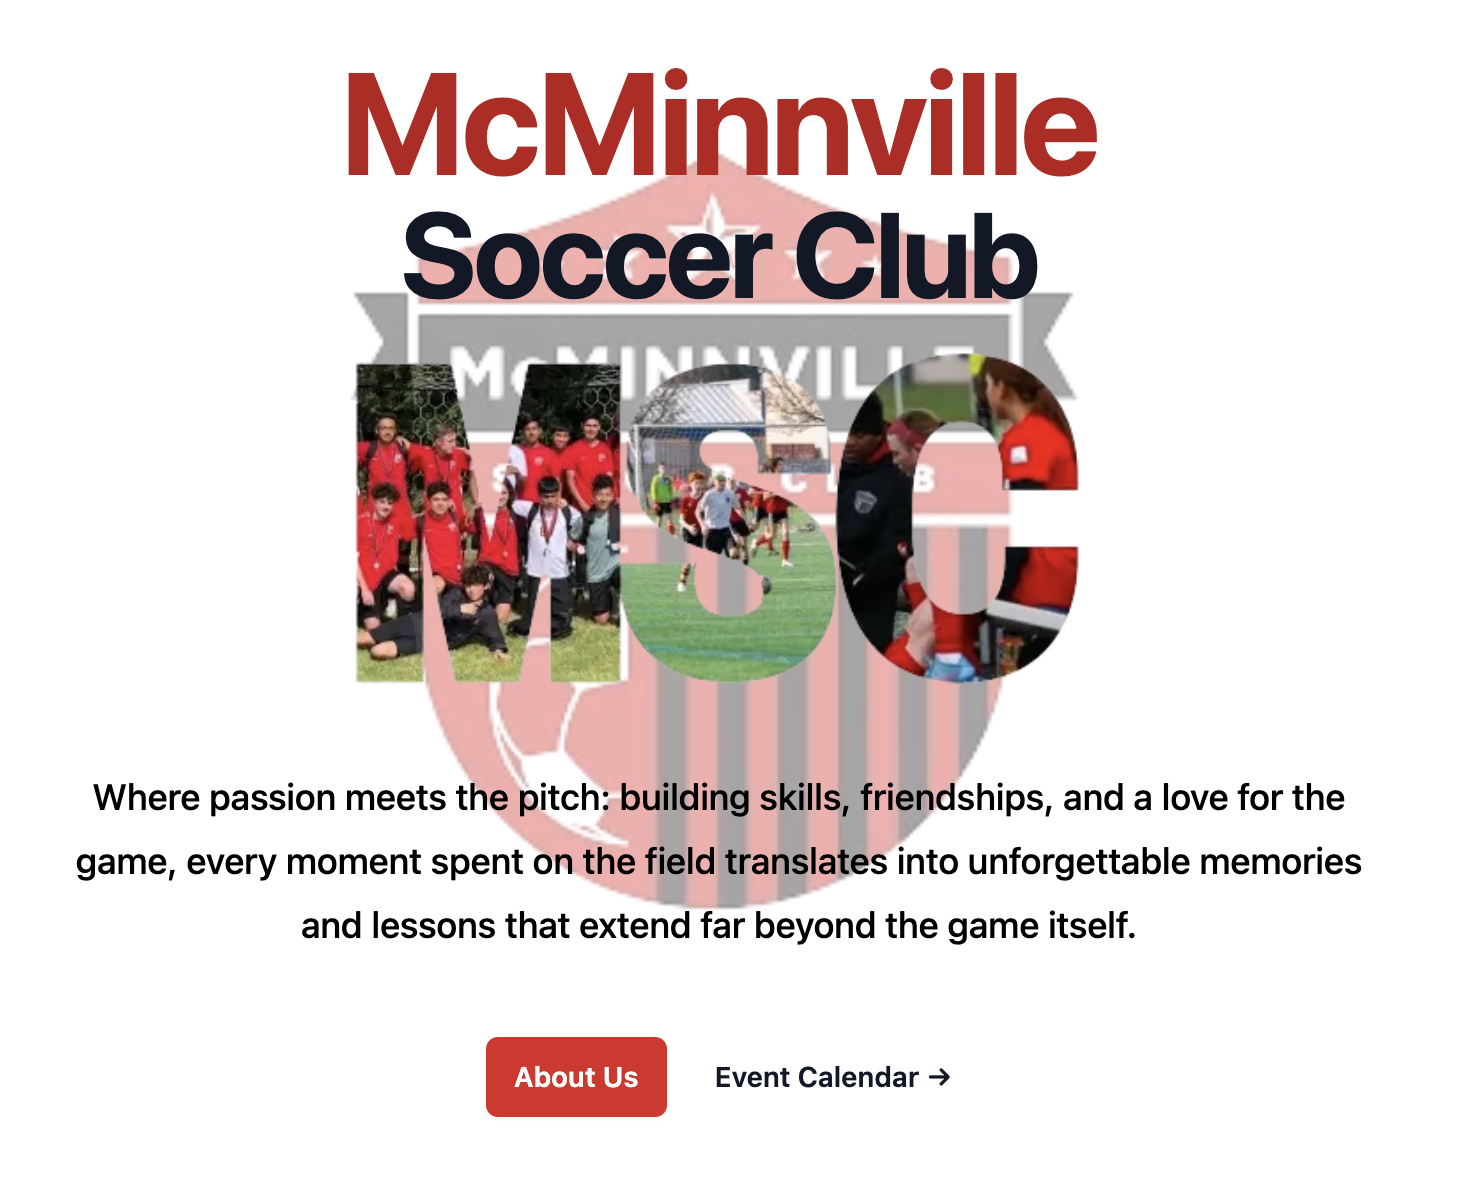 McMinnville
Soccer Club
McMINNVILLE
MSC
Where passion meets the pitch: building skills, friendships, and a love for the
game, every moment spent on the field translates into unforgettable memories
and lessons that extend far beyond the game itself.
About Us
Event Calendar →